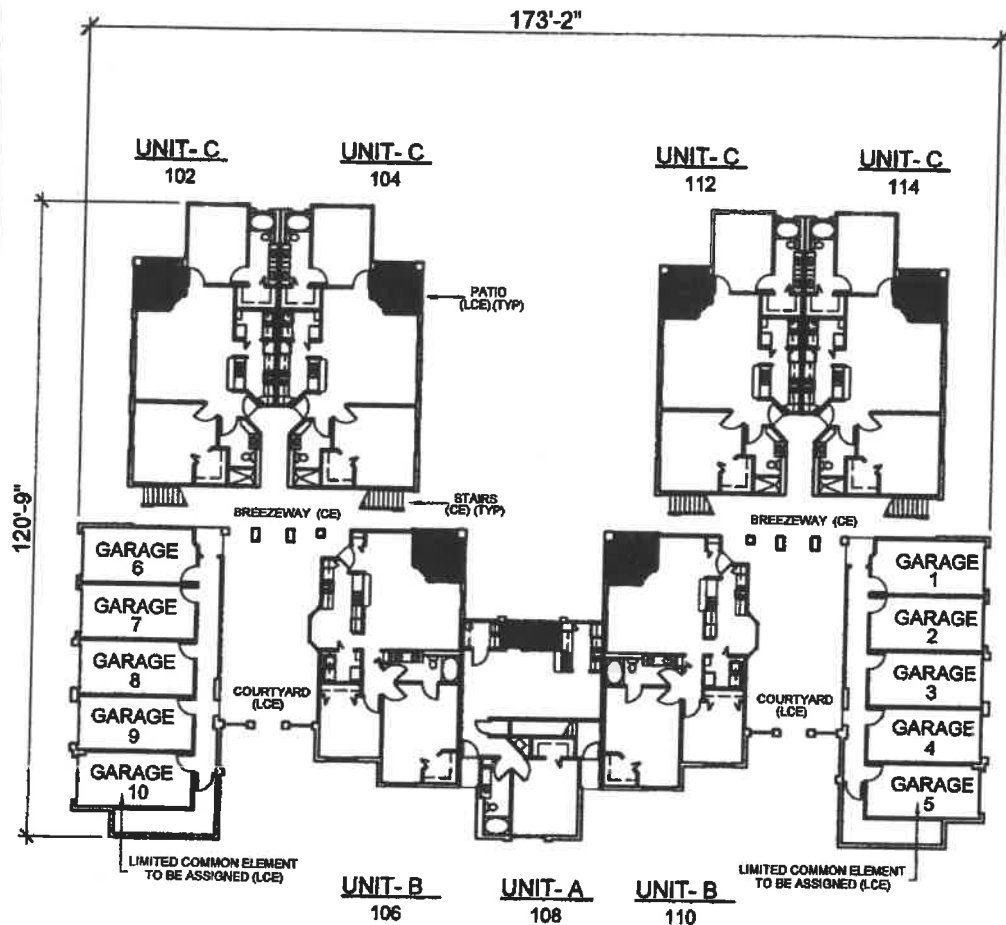 173'-2"
UNIT- C
102
UNIT- C
104
UNIT- C
112
UNIT- C
114
120'-9"
PATIO
(LCE) (TYP)
STAIRS
(CE) (TYP)
BREEZEWAY (CE)
BREEZEWAY (CE)
GARAGE
6
GARAGE
7
GARAGE
8
GARAGE
9
GARAGE
10
COURTYARD
(LCE)
COURTYARD
(LCE)
GARAGE
1
GARAGE
2
GARAGE
3
GARAGE
4
GARAGE
5
LIMITED COMMON ELEMENT
TO BE ASSIGNED (LCE)
LIMITED COMMON ELEMENT
TO BE ASSIGNED (LCE)
UNIT- B
106
UNIT- A
108
UNIT- B
110